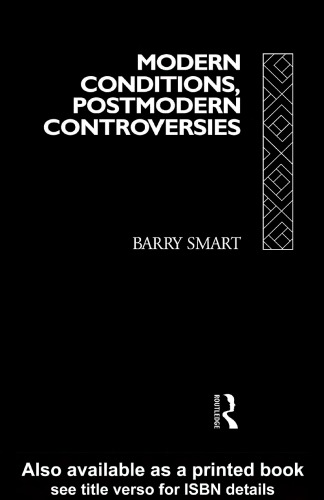 MODERN
CONDITIONS,
POSTMODERN
CONTROVERSIES
BARRY SMART
ROUTLEDGE
Also available as a printed book
see title verso for ISBN details